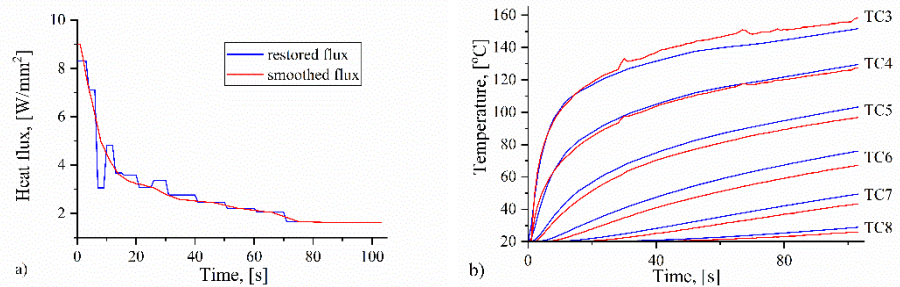 10
8
6
4
2
0
20
40
60
80
100
Heat flux, [W/mm²]
Time, [s]
restored flux
smoothed flux
a)
160
140
120
100
80
60
40
20
0
40
80
Temperature, [°C]
Time, [s]
TC3
TC4
TC5
TC6
TC7
TC8
b)